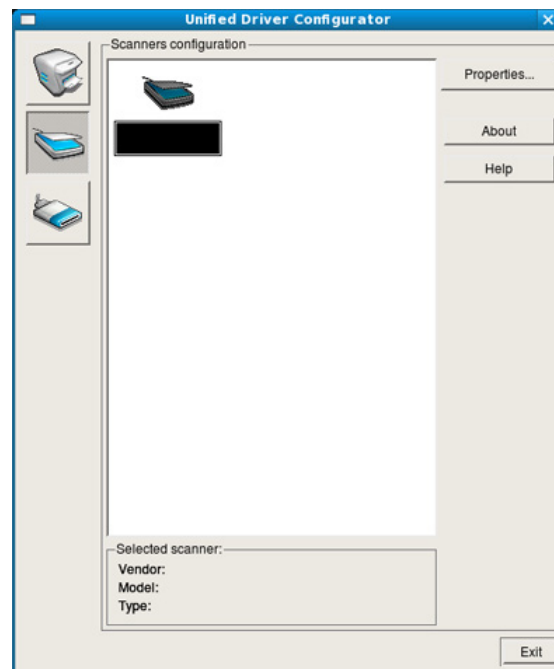 Unified Driver Configurator
Scanners configuration
Properties...
About
Help
Selected scanner:
Vendor:
Model:
Type:
Exit